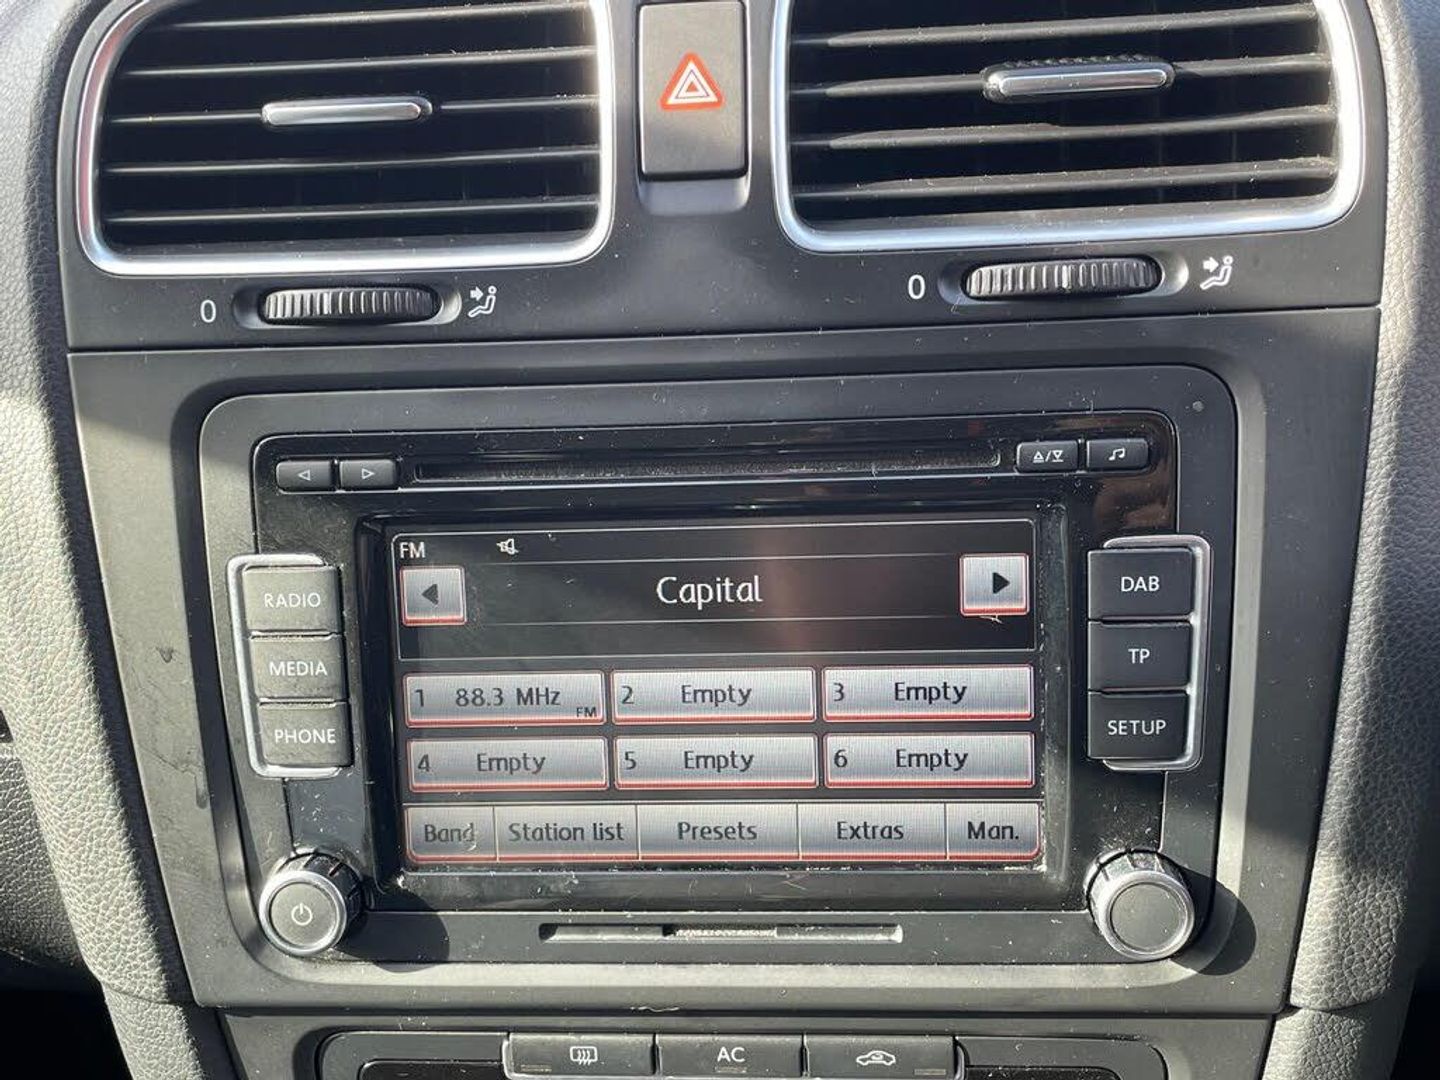 0
0
FM
Capital
RADIO
MEDIA
PHONE
1 88.3 MHz FM
2 Empty
3 Empty
4 Empty
5 Empty
6 Empty
Band Station list Presets Extras Man.
DAB
TP
SETUP
AC